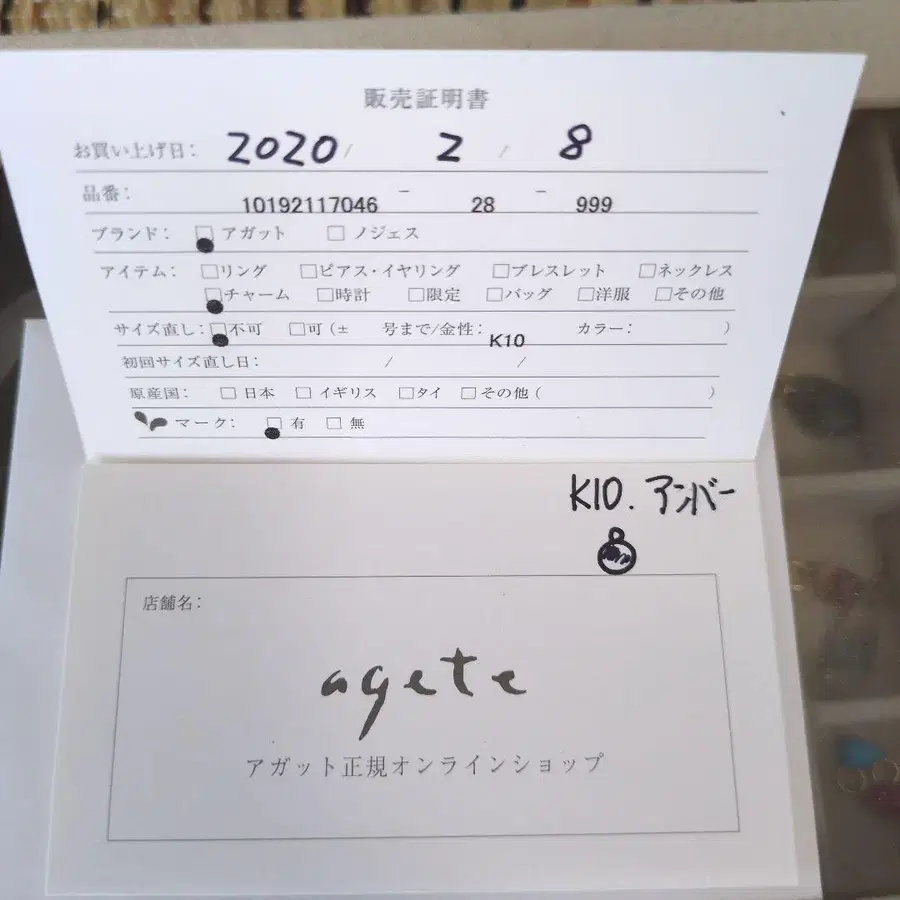 販売証明書
お買い上げ日: 2020 / 2 / 8
品番: 10192117046 - 28 - 999
ブランド: □ アガット □ ノジェス
アイテム: □リング □ピアス・イヤリング □ブレスレット □ネックレス
□チャーム □時計 □限定 □バッグ □洋服 □その他
サイズ直し: □不可 □可 (± 号まで/金性: K10 カラー: )
初回サイズ直し日: / /
原産国: □ 日本 □ イギリス □タイ □ その他 ( )
マーク: □ 有 □ 無
K10. アンバー
店舗名:
agete
アガット正規オンラインショップ